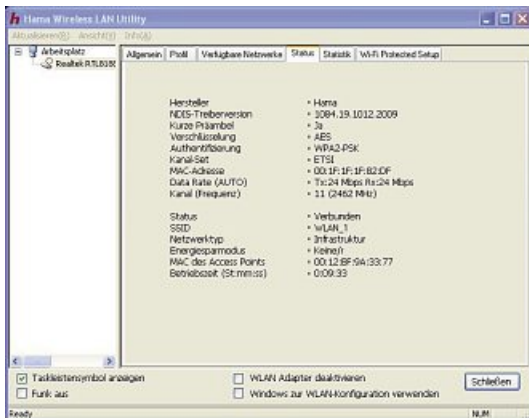 Hama Wireless LAN Utility
Aktualisieren(R) Ansicht(V) Info(A)
Arbeitsplatz
Realtek RTL8188
Allgemein Profil Verfügbare Netzwerke Status Statistik Wi-Fi Protected Setup
Hersteller • Hama
NDIS-Treiberversion • 1084.19.1012.2009
Kurze Präambel • Ja
Verschlüsselung • AES
Authentifizierung • WPA2-PSK
Kanal-Set • ETSI
MAC-Adresse • 00:1F:1F:1F:B2:DF
Data Rate (AUTO) • Tx:24 Mbps Rx:24 Mbps
Kanal (Frequenz) • 11 (2462 MHz)
Status • Verbunden
SSID • WLAN_1
Netzwerktyp • Infrastruktur
Energiesparmodus • Keine/r
MAC des Access Points • 00:12:BF:9A:33:77
Betriebszeit (St:mm:ss) • 0:09:33
Taskleistensymbol anzeigen
Funk aus
WLAN Adapter deaktivieren
Windows zur WLAN-Konfiguration verwenden
Schließen
Ready NUM